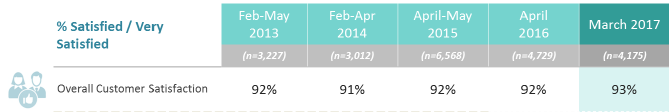 % Satisfied / Very Satisfied
Feb-May 2013 Feb-Apr 2014 April-May 2015 April 2016 March 2017
(n=3,227) (n=3,012) (n=6,568) (n=4,729) (n=4,175)
Overall Customer Satisfaction 92% 91% 92% 92% 93%